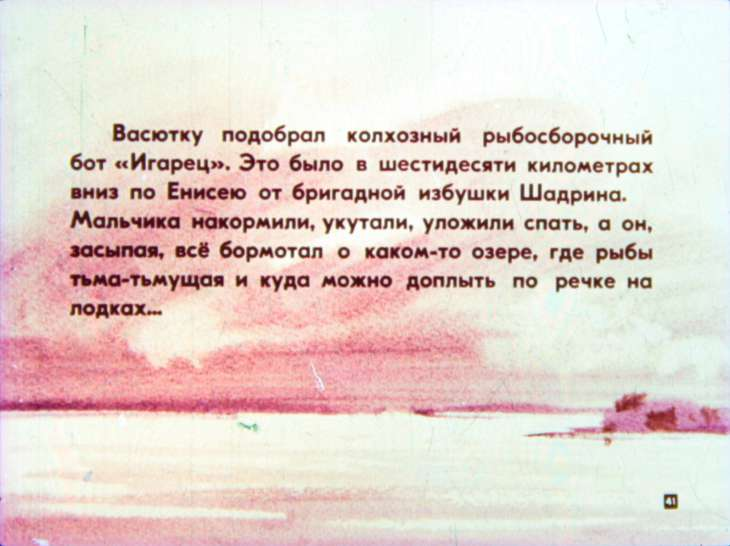 Васютку подобрал колхозный рыбосборочный
бот «Игарец». Это было в шестидесяти километрах
вниз по Енисею от бригадной избушки Шадрина.
Мальчика накормили, укутали, уложили спать, а он,
засыпая, всё бормотал о каком-то озере, где рыбы
тьма-тьмущая и куда можно доплыть по речке на
лодках...
41